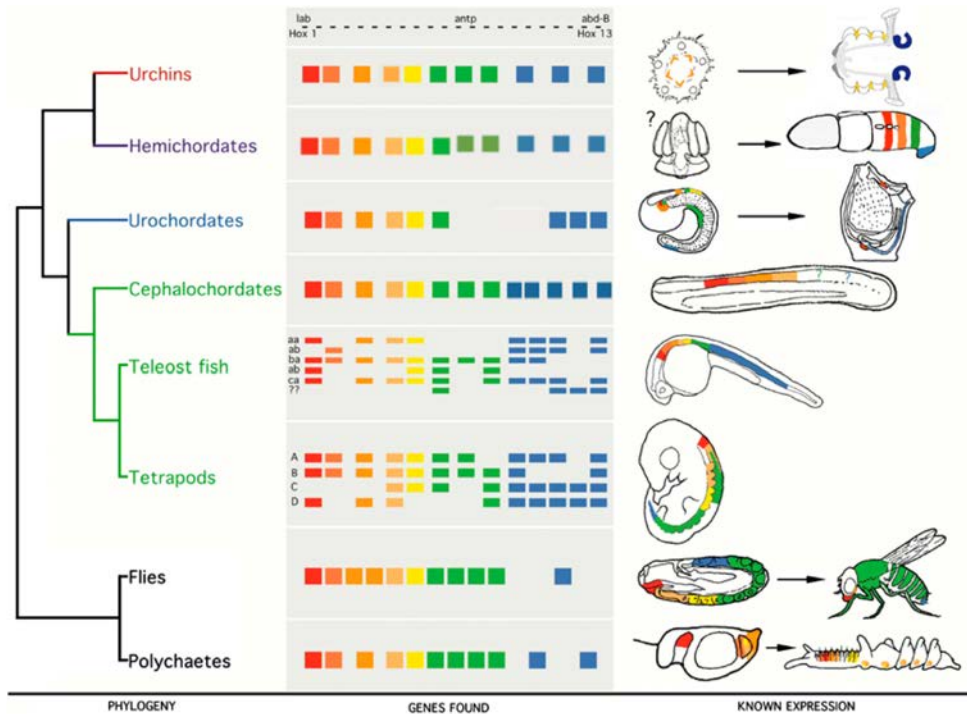 lab antp abd-B
Hox 1 Hox 13
Urchins
?
Hemichordates
Urochordates
? ?
Cephalochordates
aa
ab
ba
Teleost fish
ab
ca
??
A
B
Tetrapods
C
D
Flies
Polychaetes
PHYLOGENY GENES FOUND KNOWN EXPRESSION